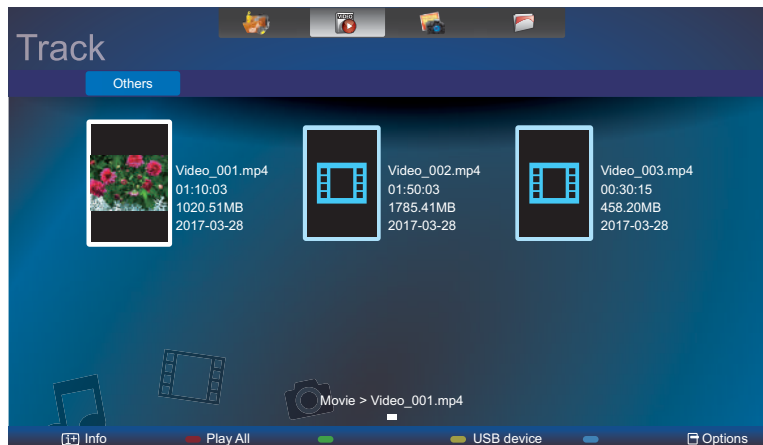 VIDEO
Track
Others
Video_001.mp4
01:10:03
1020.51MB
2017-03-28
Video_002.mp4
01:50:03
1785.41MB
2017-03-28
Video_003.mp4
00:30:15
458.20MB
2017-03-28
Movie > Video_001.mp4
i+ Info Play All USB device Options